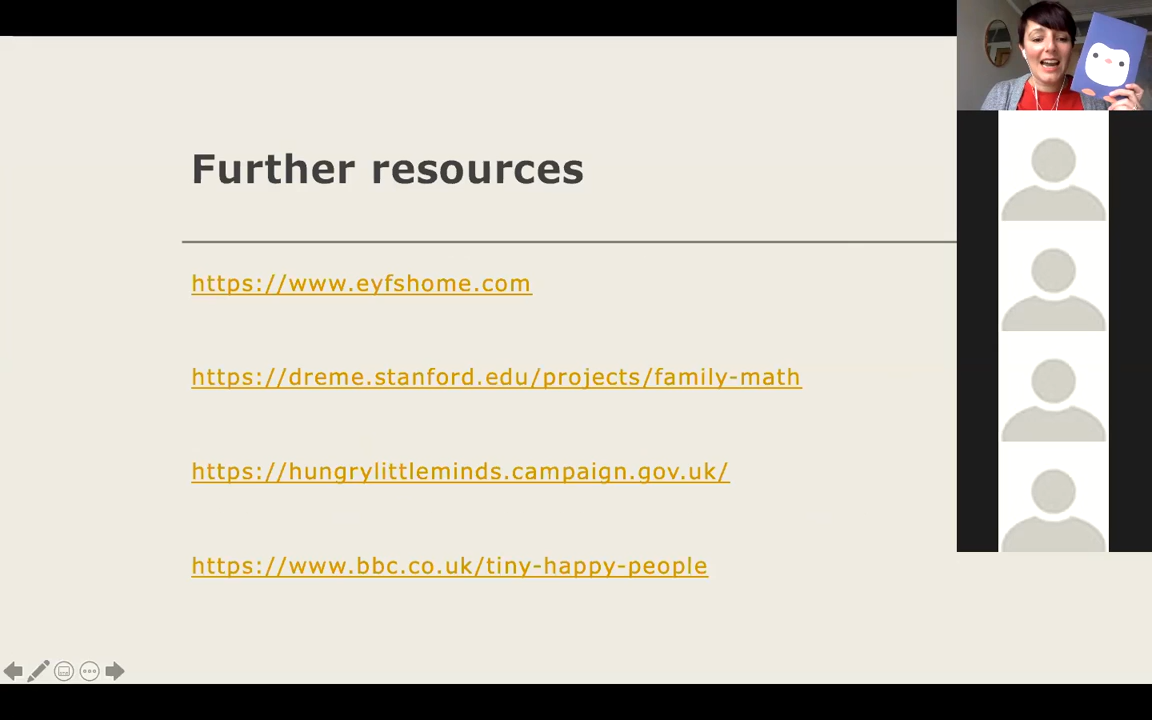 Further resources
https://www.eyfshome.com
https://dreme.stanford.edu/projects/family-math
https://hungrylittleminds.campaign.gov.uk/
https://www.bbc.co.uk/tiny-happy-people